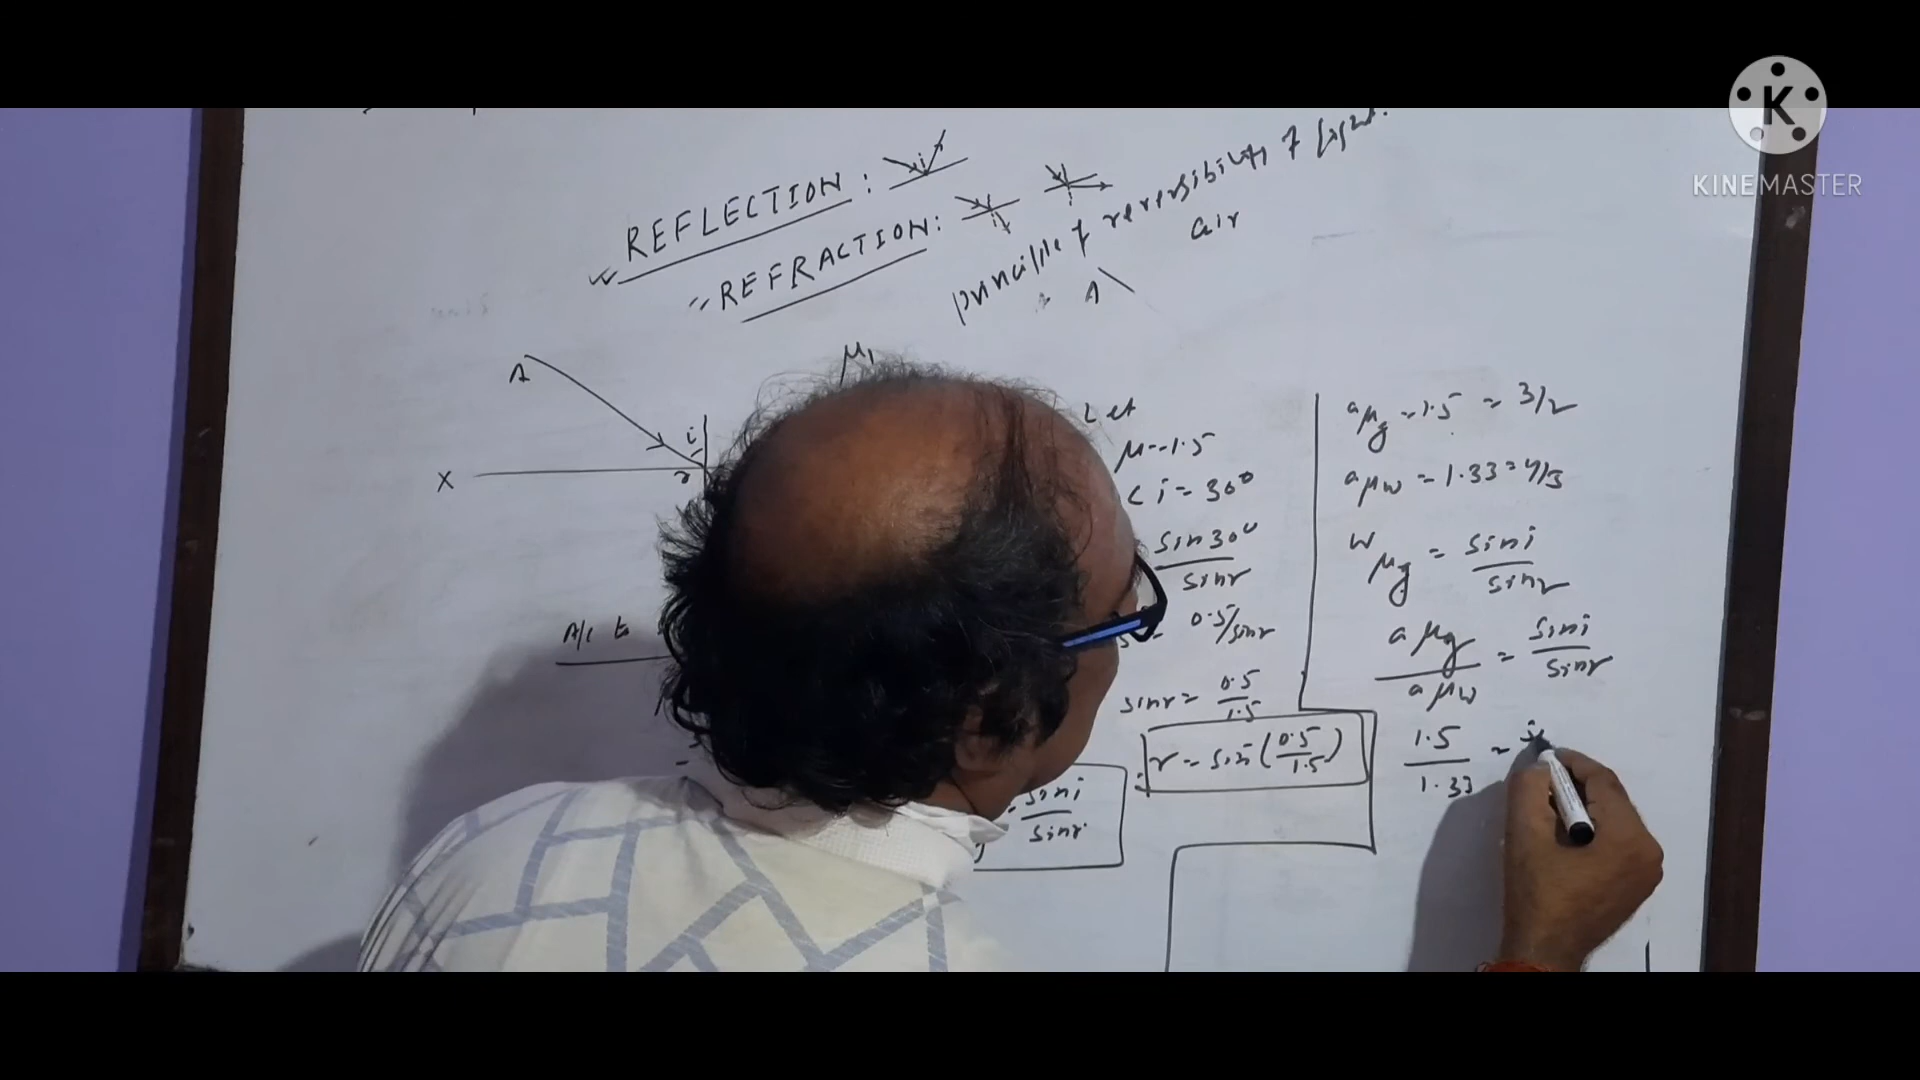 REFLECTION:
REFRACTION:
principle of reversibility of light.
air
A
μ₁
A
i
r
X
A/c to
Let
μ = 1.5
< i = 30°
sin30°/sinr
0.5/sinr
sinr = 0.5/1.5
r = sin⁻(0.5/1.5)
= sini/sinr
aμg = 1.5 = 3/2
aμw = 1.33 = 4/3
wμg = sini/sinr
aμg/aμw = sini/sinr
1.5/1.33 =
K
KINEMASTER